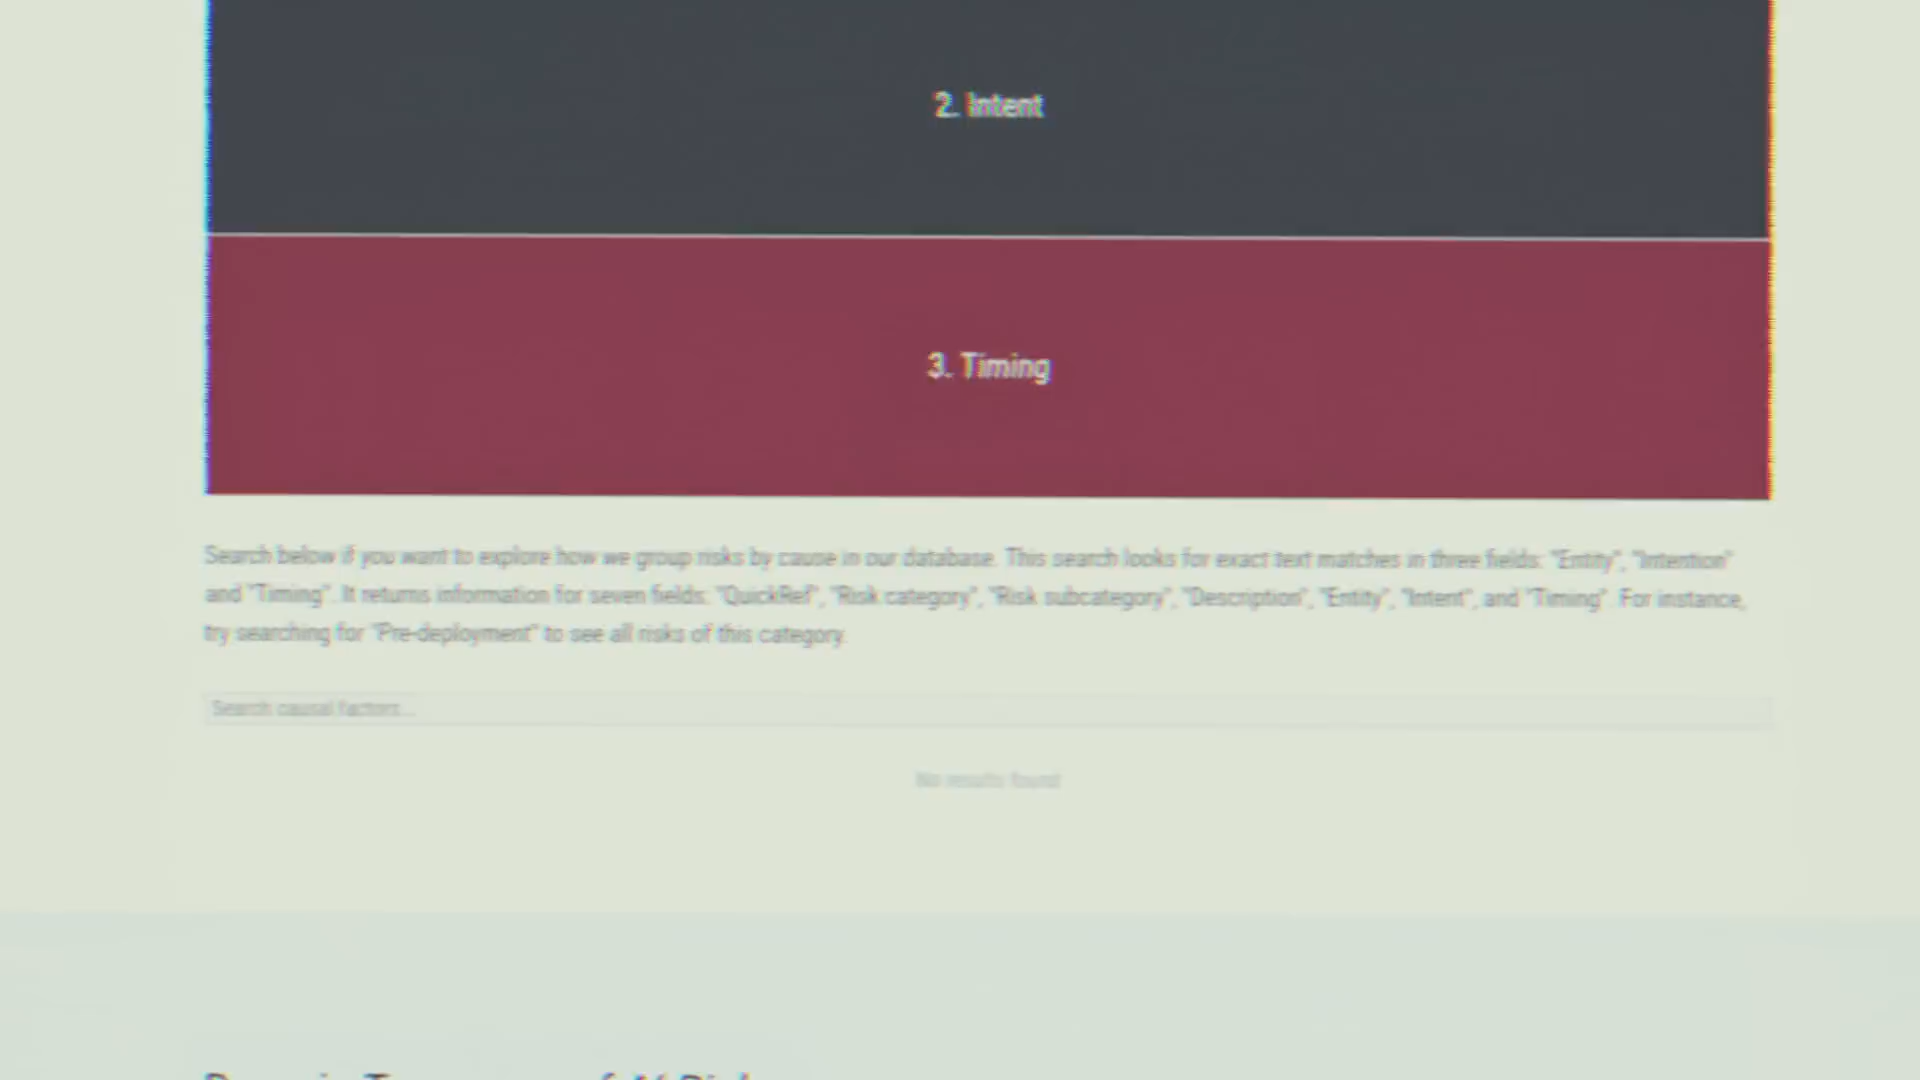 2. Intent
3. Timing
Search below if you want to explore how we group risks by cause in our database. This search looks for exact text matches in three fields: "Entity", "Intention"
and "Timing". It returns information for seven fields: "QuickRef", "Risk category", "Risk subcategory", "Description", "Entity", "Intent", and "Timing". For instance,
try searching for "Pre-deployment" to see all risks of this category.
Search causal factors...
No results found